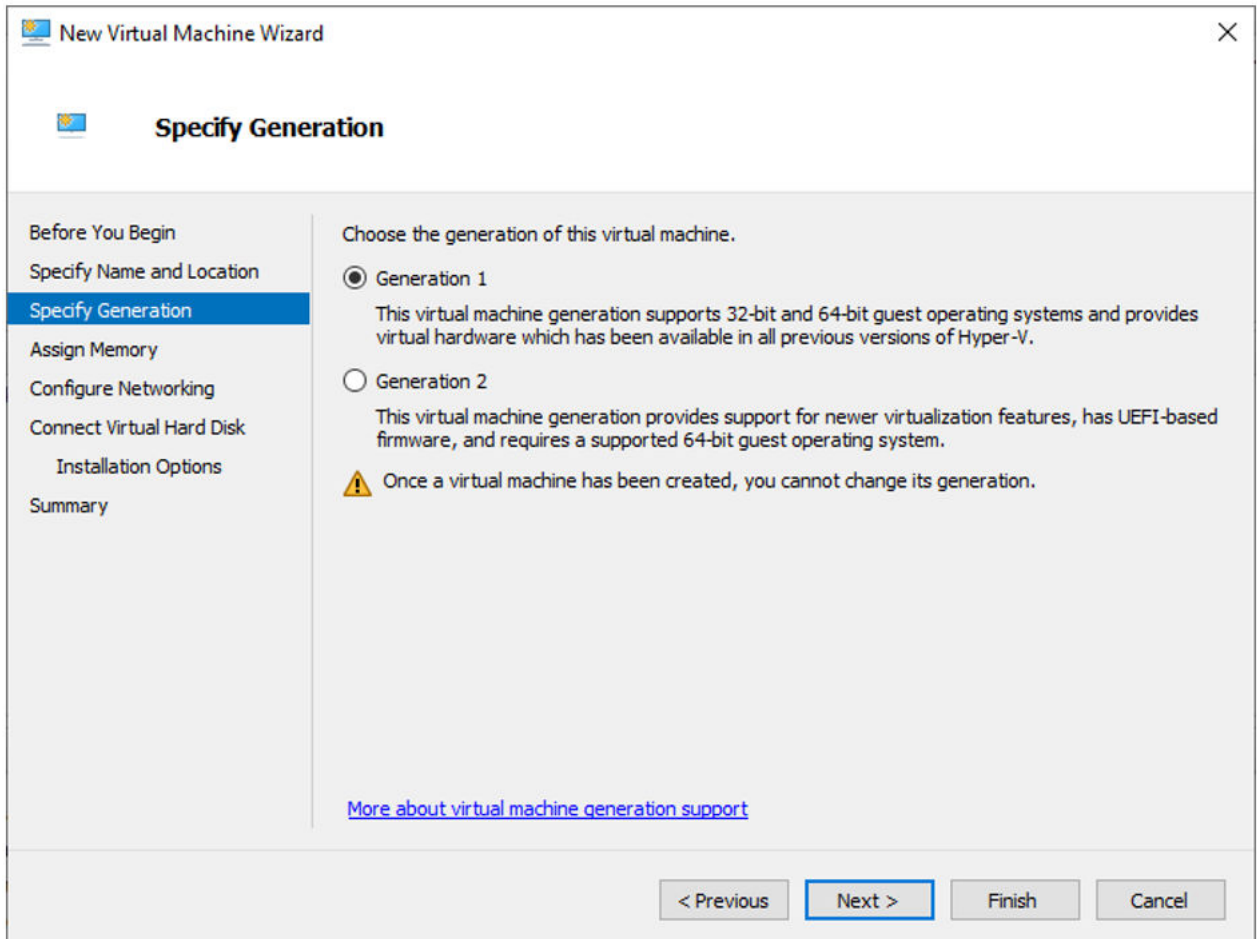 New Virtual Machine Wizard
Specify Generation
Before You Begin
Specify Name and Location
Specify Generation
Assign Memory
Configure Networking
Connect Virtual Hard Disk
Installation Options
Summary
Choose the generation of this virtual machine.
Generation 1
This virtual machine generation supports 32-bit and 64-bit guest operating systems and provides
virtual hardware which has been available in all previous versions of Hyper-V.
Generation 2
This virtual machine generation provides support for newer virtualization features, has UEFI-based
firmware, and requires a supported 64-bit guest operating system.
Once a virtual machine has been created, you cannot change its generation.
More about virtual machine generation support
< Previous
Next >
Finish
Cancel